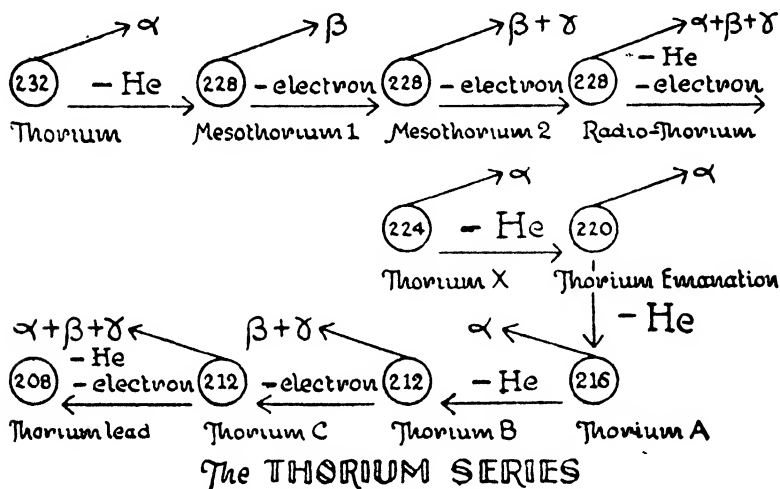 α β β + γ α+β+γ
232 - He 228 - electron 228 - electron 228 - He
- electron
Thorium Mesothorium 1 Mesothorium 2 Radio-Thorium
α α
224 - He 220
Thorium X Thorium Emanation
- He
α+β+γ β+γ α
- He
208 - electron 212 - electron 212 - He 216
Thorium lead Thorium C Thorium B Thorium A
The THORIUM SERIES